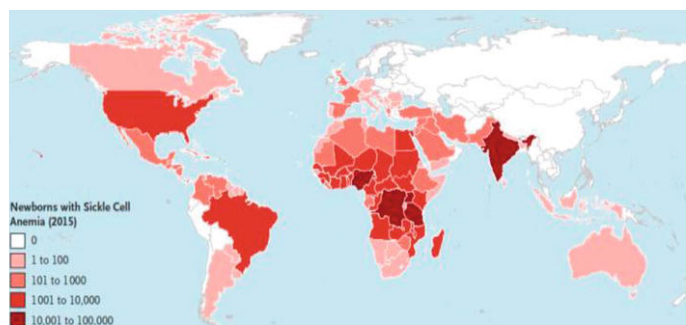 Newborns with Sickle Cell
Anemia (2015)
0
1 to 100
101 to 1000
1001 to 10,000
10,001 to 100,000